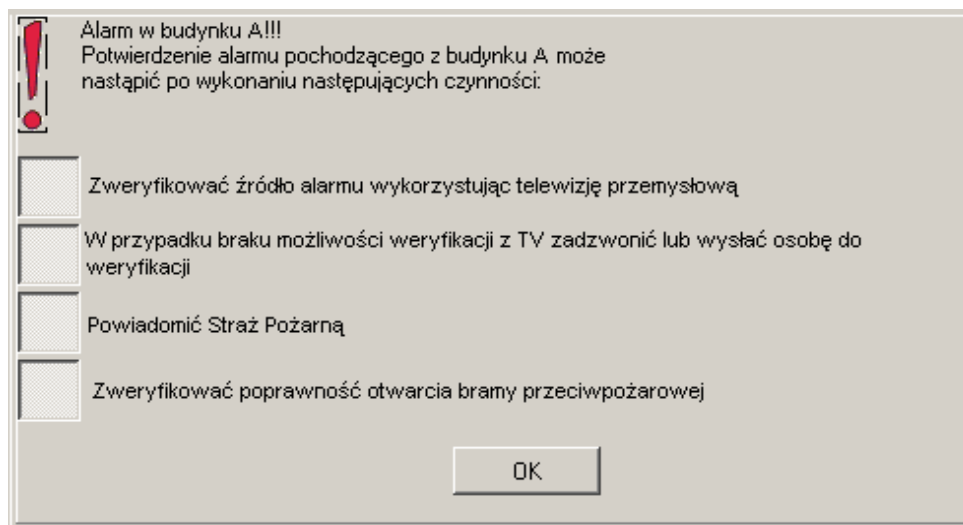 Alarm w budynku A!!!
Potwierdzenie alarmu pochodzącego z budynku A może
nastąpić po wykonaniu następujących czynności:
Zweryfikować źródło alarmu wykorzystując telewizję przemysłową
W przypadku braku możliwości weryfikacji z TV zadzwonić lub wysłać osobę do
weryfikacji
Powiadomić Straż Pożarną
Zweryfikować poprawność otwarcia bramy przeciwpożarowej
OK